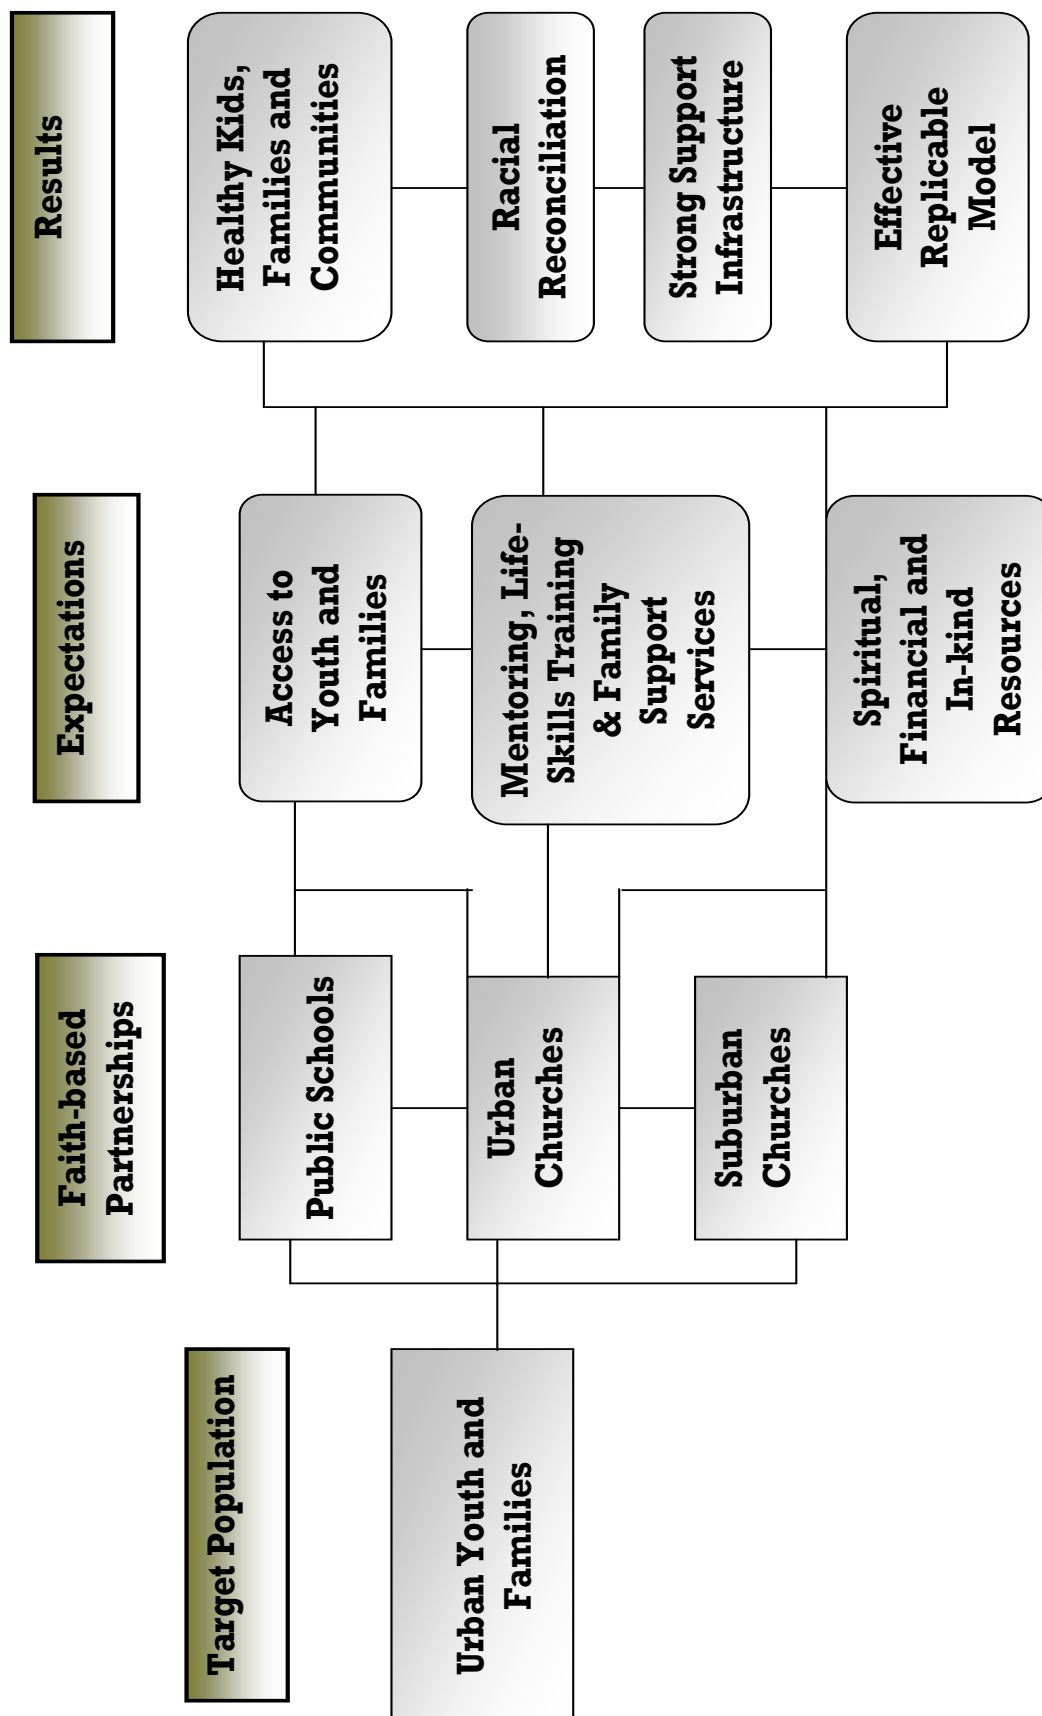 Target Population
Urban Youth and
Families
Faith-based
Partnerships
Public Schools
Urban
Churches
Suburban
Churches
Expectations
Access to
Youth and
Families
Mentoring, Life-
Skills Training
& Family
Support
Services
Spiritual,
Financial and
In-kind
Resources
Results
Healthy Kids,
Families and
Communities
Racial
Reconciliation
Strong Support
Infrastructure
Effective
Replicable
Model